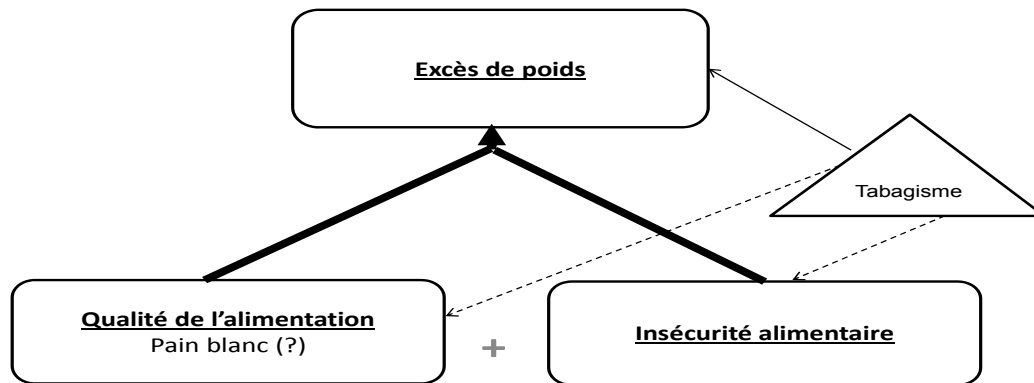 Excès de poids
Tabagisme
Qualité de l'alimentation
Pain blanc (?)
+
Insécurité alimentaire